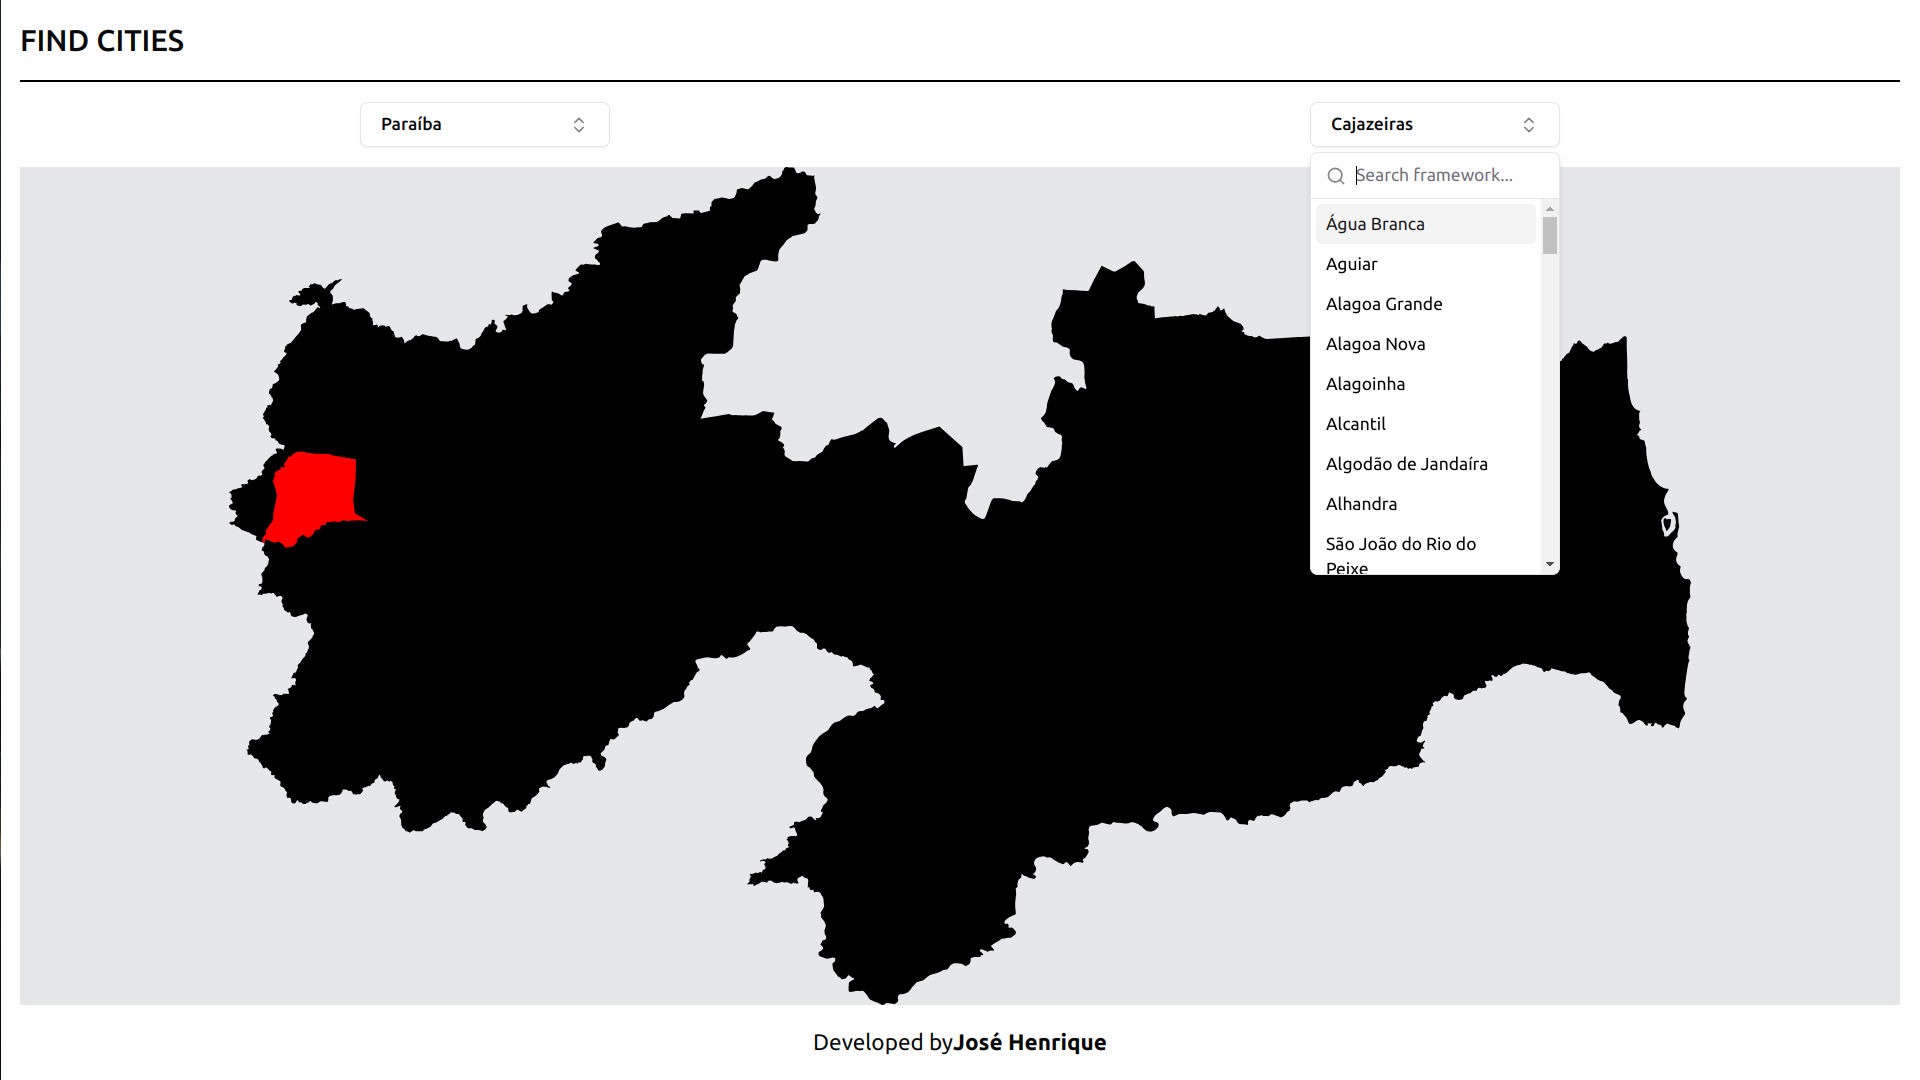 FIND CITIES
Paraíba
Cajazeiras
Search framework...
Água Branca
Aguiar
Alagoa Grande
Alagoa Nova
Alagoinha
Alcantil
Algodão de Jandaíra
Alhandra
São João do Rio do
Peixe
Developed byJosé Henrique